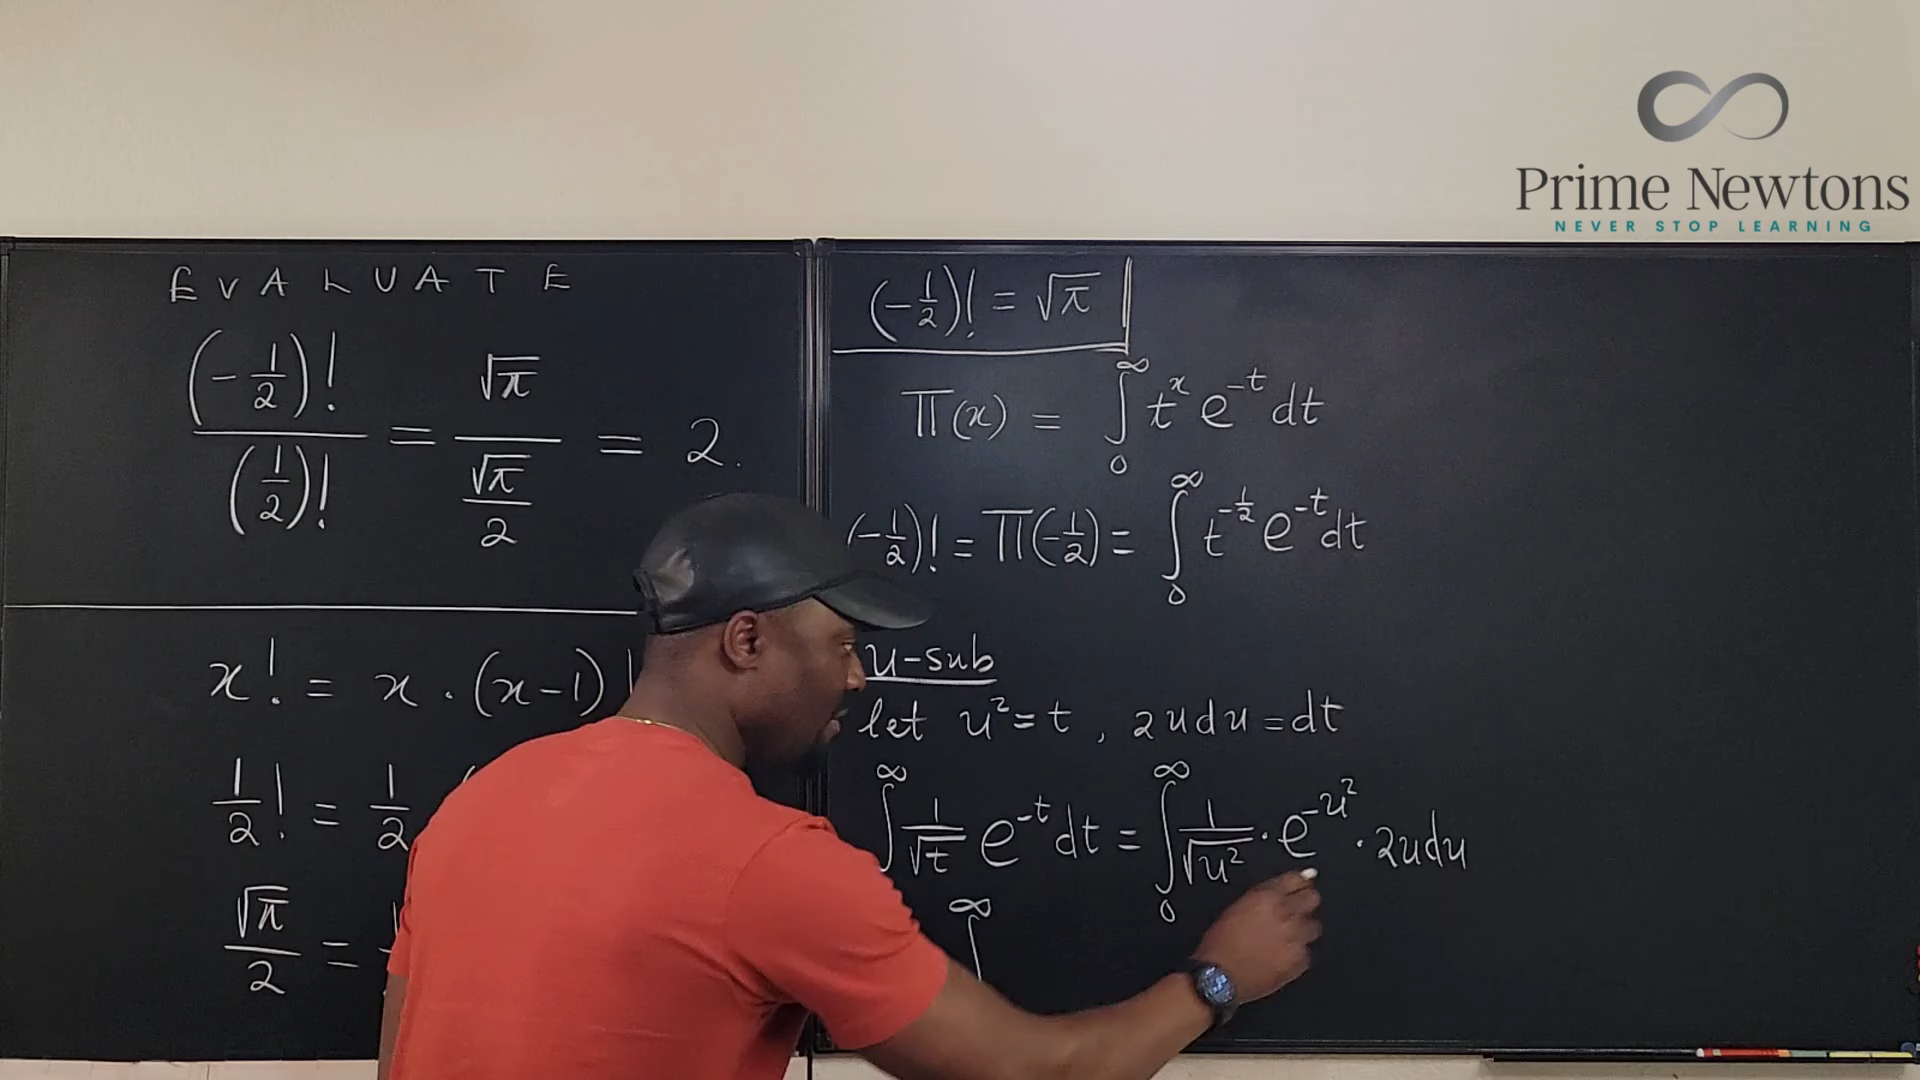 Prime Newtons
NEVER STOP LEARNING
EVALUATE
(-1/2)! / (1/2)! = √π / (√π/2) = 2.
x! = x · (x-1)
1/2! = 1/2
√π/2 =
(-1/2)! = √π
Π(x) = ∫₀^∞ t^x e^-t dt
(-1/2)! = Π(-1/2) = ∫₀^∞ t^-1/2 e^-t dt
u-sub
let u² = t, 2udu = dt
∫^∞ 1/√t e^-t dt = ∫₀^∞ 1/√u² · e^-u² · 2udu
∫^∞